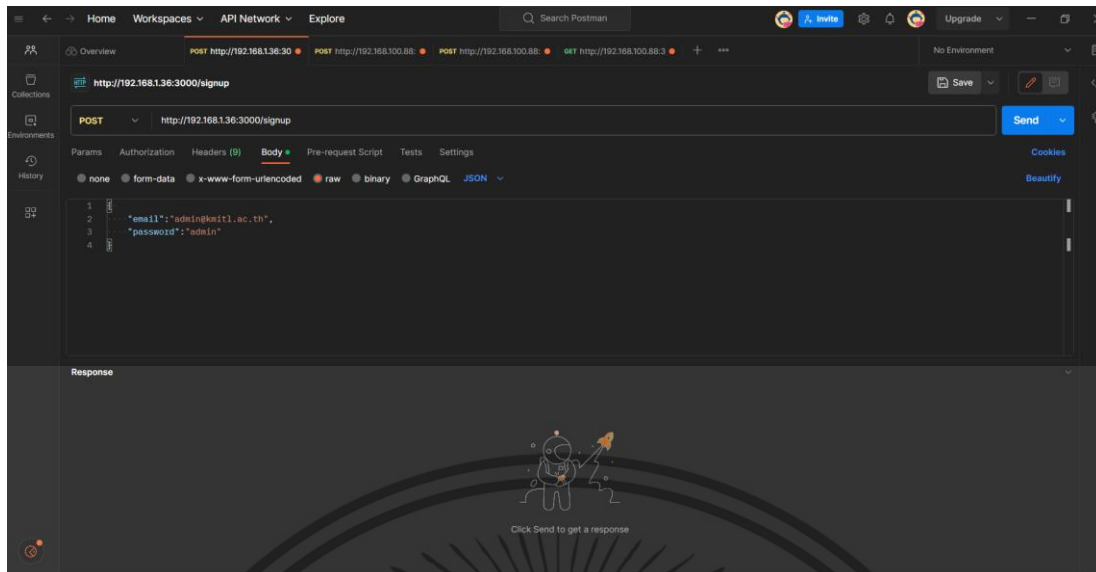 Home Workspaces API Network Explore Search Postman Invite Upgrade
Overview POST http://192.168.1.36:30 POST http://192.168.100.88: POST http://192.168.100.88: GET http://192.168.100.88:3 + No Environment
HTTP http://192.168.1.36:3000/signup Save
Collections
POST http://192.168.1.36:3000/signup Send
Environments
Params Authorization Headers (9) Body Pre-request Script Tests Settings Cookies
History
none form-data x-www-form-urlencoded raw binary GraphQL JSON Beautify
1 {
2 "email":"admin@kmitl.ac.th",
3 "password":"admin"
4 }
Response
Click Send to get a response